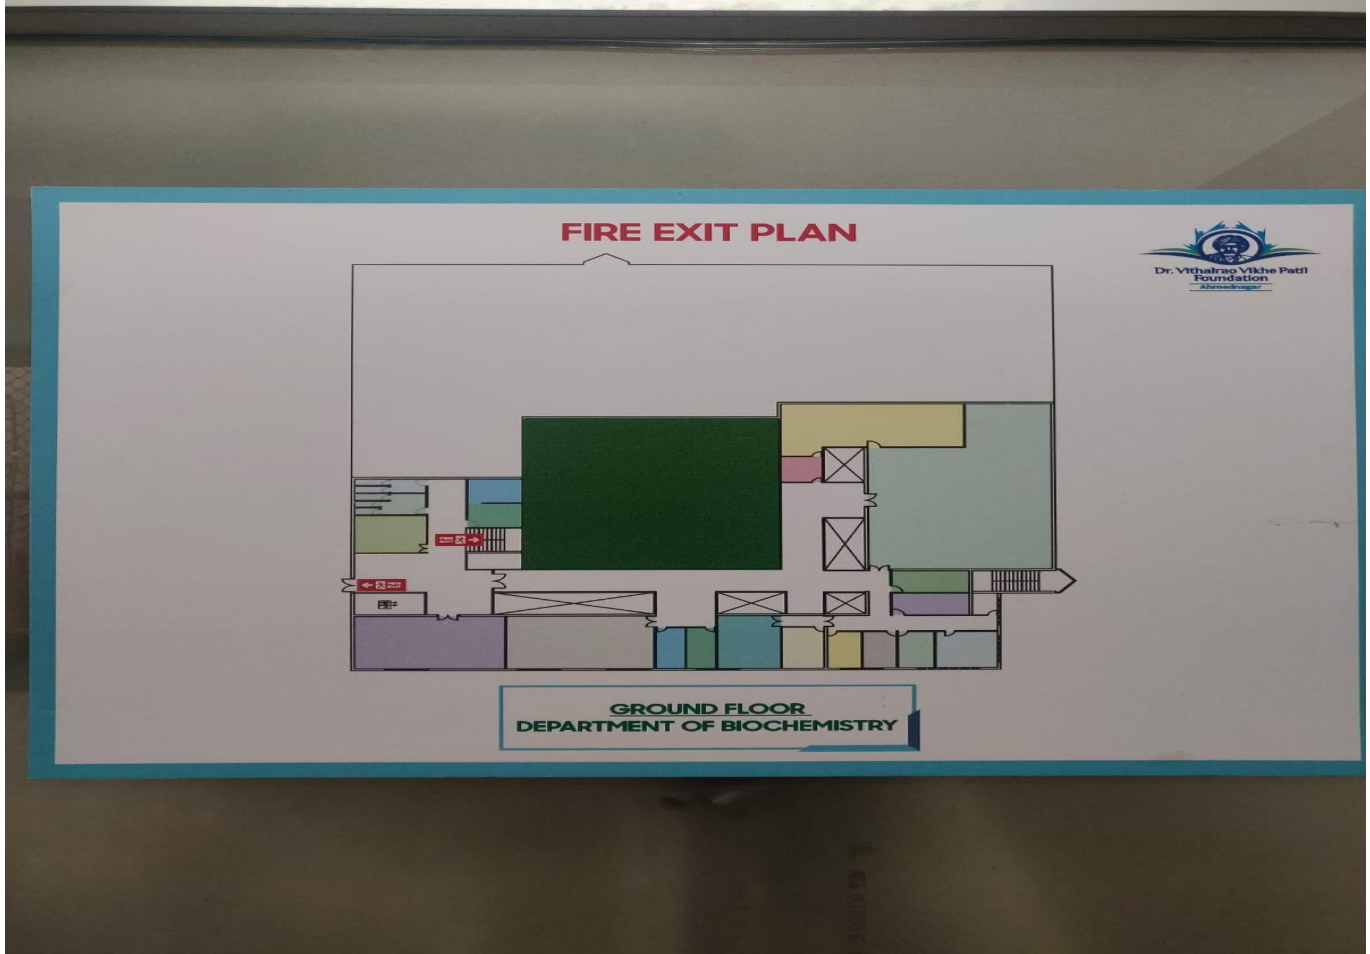 FIRE EXIT PLAN
Dr. Vithalrao Vikhe Patil
Foundation
Ahmednagar
GROUND FLOOR
DEPARTMENT OF BIOCHEMISTRY